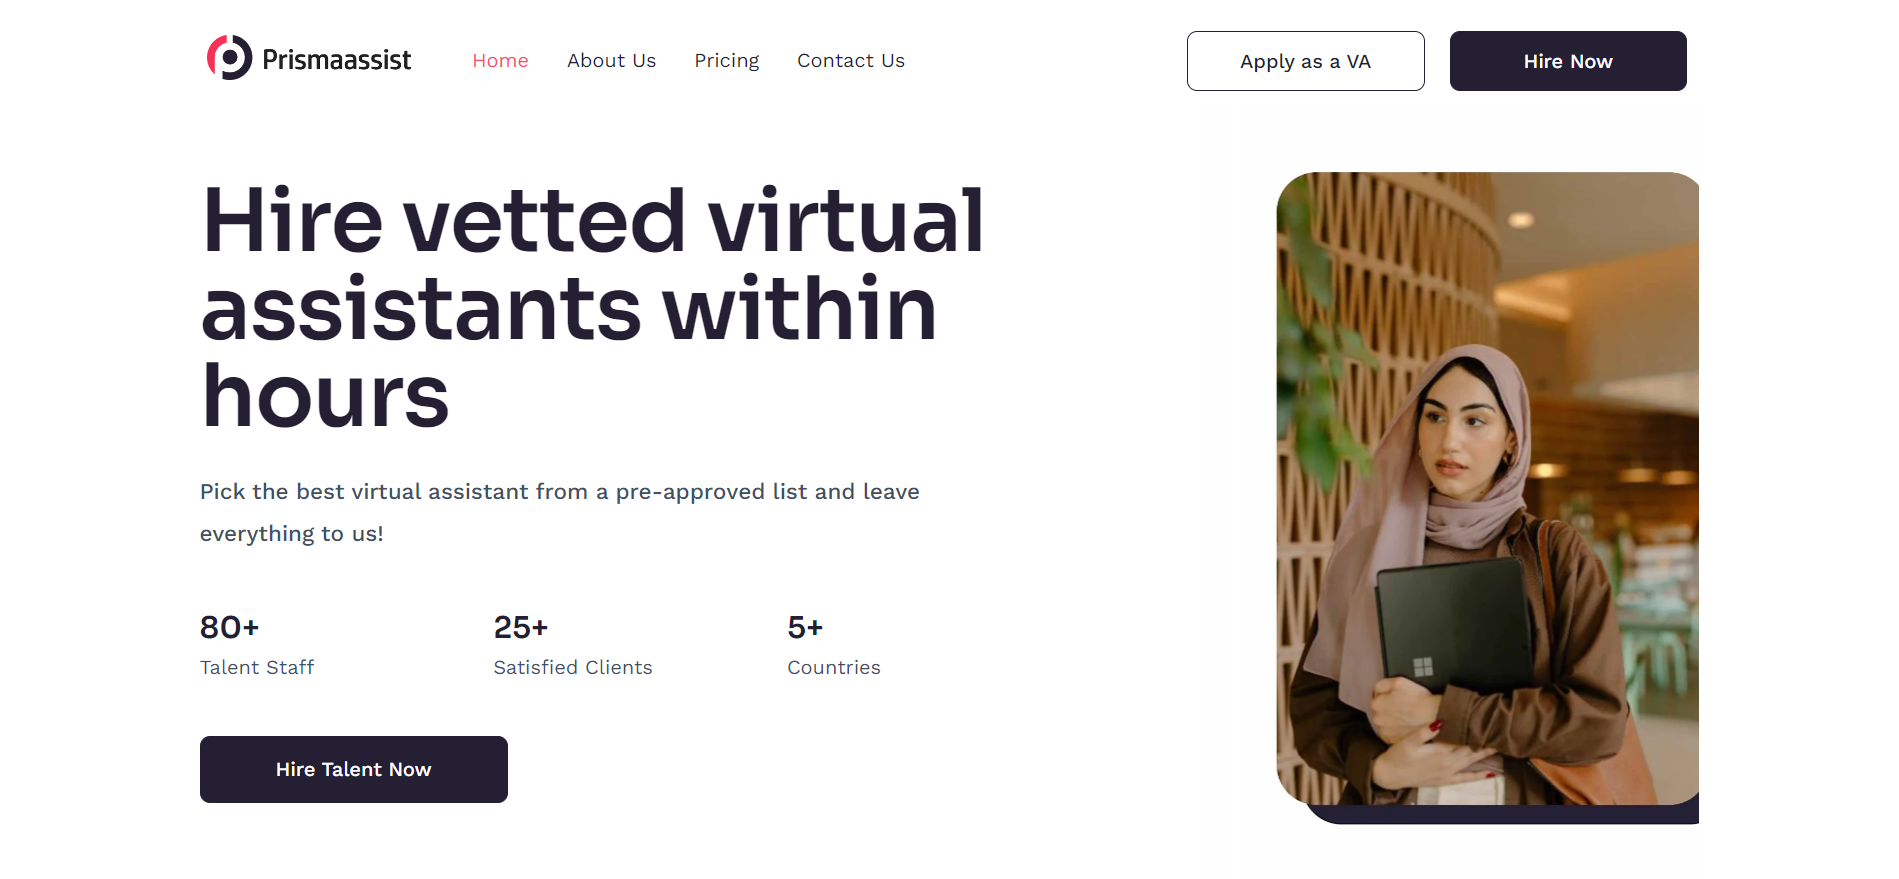 Prismaassist
Home
About Us
Pricing
Contact Us
Apply as a VA
Hire Now
Hire vetted virtual
assistants within
hours
Pick the best virtual assistant from a pre-approved list and leave
everything to us!
80+
Talent Staff
25+
Satisfied Clients
5+
Countries
Hire Talent Now